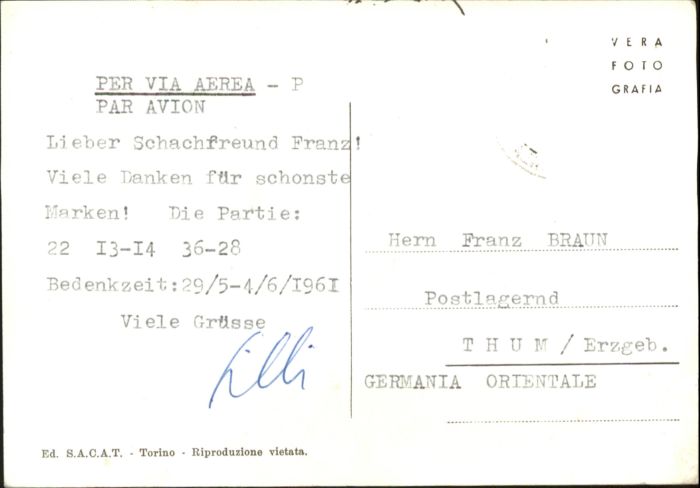 VERA
FOTO
GRAFIA
PER VIA AEREA - P
PAR AVION
Lieber Schachfreund Franz!
Viele Danken für schonste
Marken! Die Partie:
22 I3-I4 36-28
Bedenkzeit:29/5-4/6/I96I
Viele Grüsse
Lilli
Hern Franz BRAUN
Postlagernd
THUM/Erzgeb.
GERMANIA ORIENTALE
Ed. S.A.C.A.T. - Torino - Riproduzione vietata.